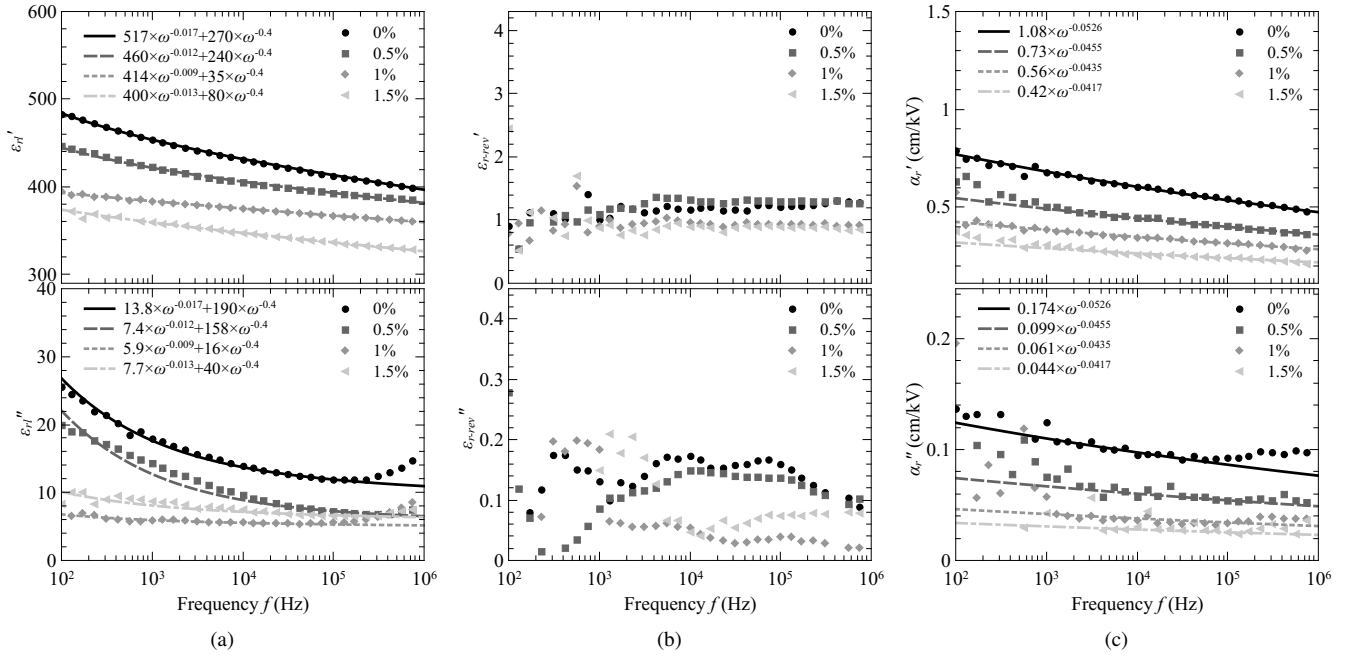 600
500
400
300
εrl′
517×ω^-0.017+270×ω^-0.4
460×ω^-0.012+240×ω^-0.4
414×ω^-0.009+35×ω^-0.4
400×ω^-0.013+80×ω^-0.4
0%
0.5%
1%
1.5%
40
30
20
10
0
εrl″
13.8×ω^-0.017+190×ω^-0.4
7.4×ω^-0.012+158×ω^-0.4
5.9×ω^-0.009+16×ω^-0.4
7.7×ω^-0.013+40×ω^-0.4
0%
0.5%
1%
1.5%
10^2 10^3 10^4 10^5 10^6
Frequency f (Hz)
(a)
4
3
2
1
0
εr-rev′
0%
0.5%
1%
1.5%
0.4
0.3
0.2
0.1
0
εr-rev″
0%
0.5%
1%
1.5%
10^2 10^3 10^4 10^5 10^6
Frequency f (Hz)
(b)
1.5
1
0.5
αr′ (cm/kV)
1.08×ω^-0.0526
0.73×ω^-0.0455
0.56×ω^-0.0435
0.42×ω^-0.0417
0%
0.5%
1%
1.5%
0.2
0.1
0
αr″ (cm/kV)
0.174×ω^-0.0526
0.099×ω^-0.0455
0.061×ω^-0.0435
0.044×ω^-0.0417
0%
0.5%
1%
1.5%
10^2 10^3 10^4 10^5 10^6
Frequency f (Hz)
(c)